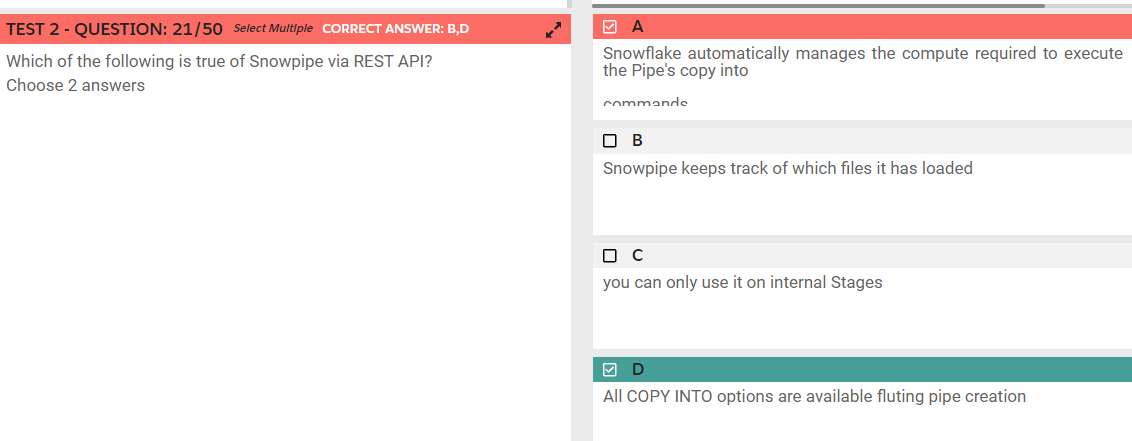 TEST 2 - QUESTION: 21/50 Select Multiple CORRECT ANSWER: B,D
Which of the following is true of Snowpipe via REST API?
Choose 2 answers
A
Snowflake automatically manages the compute required to execute
the Pipe's copy into
commands
B
Snowpipe keeps track of which files it has loaded
C
you can only use it on internal Stages
D
All COPY INTO options are available fluting pipe creation